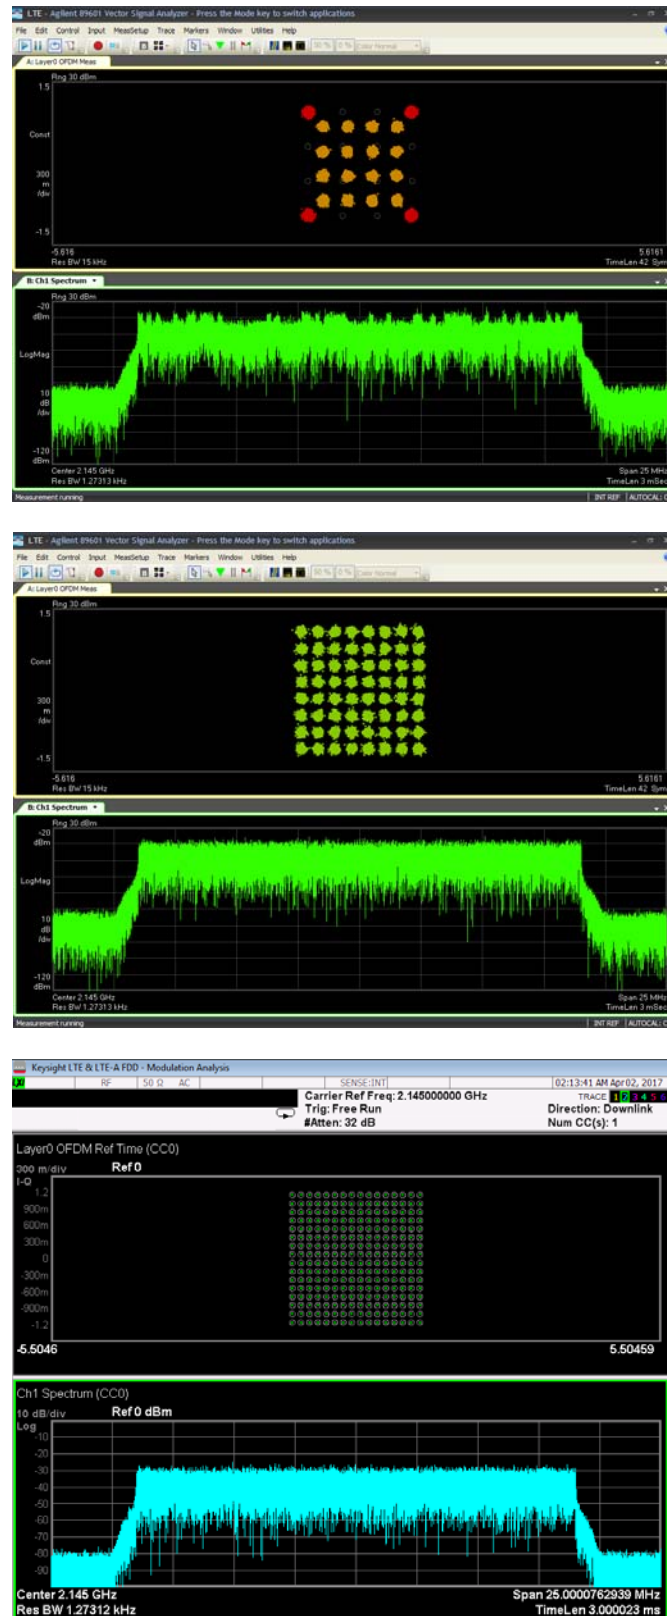 LTE - Agilent 89601 Vector Signal Analyzer - Press the Mode key to switch applications
File Edit Control Input MeasSetup Trace Markers Window Utilities Help
50 % 0 % Color Normal
A: Layer0 OFDM Meas
Rng 30 dBm
1.5
Const
300
m
/div
-1.5
-5.616 5.6161
Res BW 15 kHz TimeLen 42 Sym
B: Ch1 Spectrum
Rng 30 dBm
-20
dBm
LogMag
10
dB
/div
-120
dBm
Center 2.145 GHz Span 25 MHz
Res BW 1.27313 kHz TimeLen 3 mSec
Measurement running INT REF AUTOCAL: O
LTE - Agilent 89601 Vector Signal Analyzer - Press the Mode key to switch applications
File Edit Control Input MeasSetup Trace Markers Window Utilities Help
50 % 0 % Color Normal
A: Layer0 OFDM Meas
Rng 30 dBm
1.5
Const
300
m
/div
-1.5
-5.616 5.6161
Res BW 15 kHz TimeLen 42 Sym
B: Ch1 Spectrum
Rng 30 dBm
-20
dBm
LogMag
10
dB
/div
-120
dBm
Center 2.145 GHz Span 25 MHz
Res BW 1.27313 kHz TimeLen 3 mSec
Measurement running INT REF AUTOCAL: O
Keysight LTE & LTE-A FDD - Modulation Analysis
RF 50 Ω AC SENSE:INT 02:13:41 AM Apr 02, 2017
Carrier Ref Freq: 2.145000000 GHz TRACE 1 2 3 4 5 6
Trig: Free Run Direction: Downlink
#Atten: 32 dB Num CC(s): 1
Layer0 OFDM Ref Time (CC0)
300 m/div Ref 0
I-Q
1.2
900m
600m
300m
0
-300m
-600m
-900m
-1.2
-5.5046 5.50459
Ch1 Spectrum (CC0)
10 dB/div Ref 0 dBm
Log
-10
-20
-30
-40
-50
-60
-70
-80
-90
Center 2.145 GHz Span 25.0000762939 MHz
Res BW 1.27312 kHz TimeLen 3.000023 ms